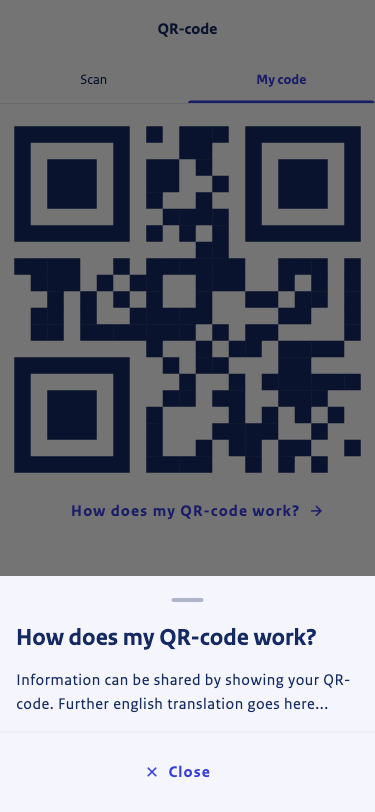 QR-code
Scan
My code
How does my QR-code work? →
How does my QR-code work?
Information can be shared by showing your QR-
code. Further english translation goes here...
× Close